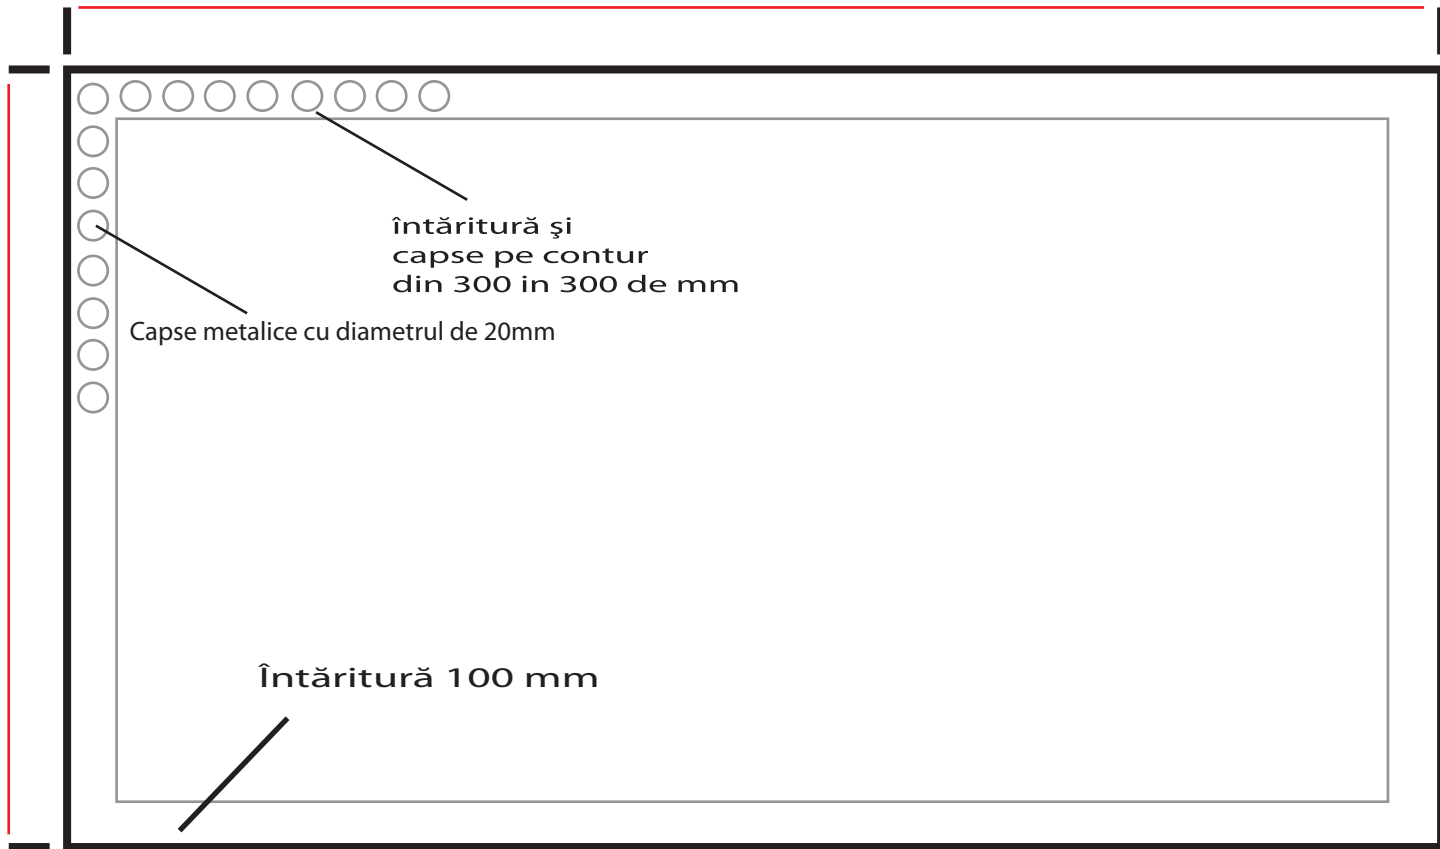 întăritură şi
capse pe contur
din 300 in 300 de mm
Capse metalice cu diametrul de 20mm
Întăritură 100 mm